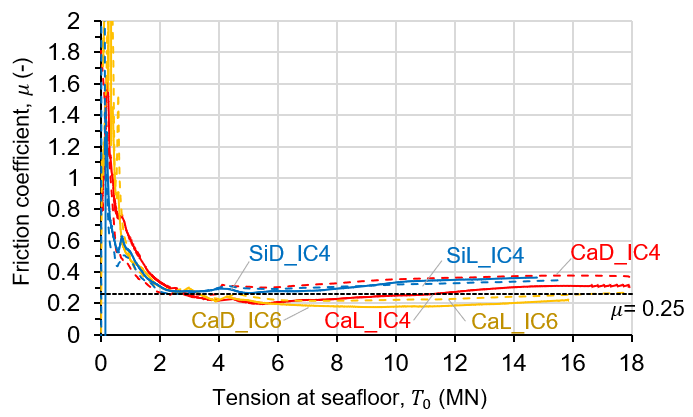 2
1.8
1.6
1.4
1.2
1
0.8
0.6
0.4
0.2
0
Friction coefficient, μ (-)
SiD_IC4
SiL_IC4
CaD_IC4
CaD_IC6
CaL_IC4
CaL_IC6
μ= 0.25
0 2 4 6 8 10 12 14 16 18
Tension at seafloor, T₀ (MN)